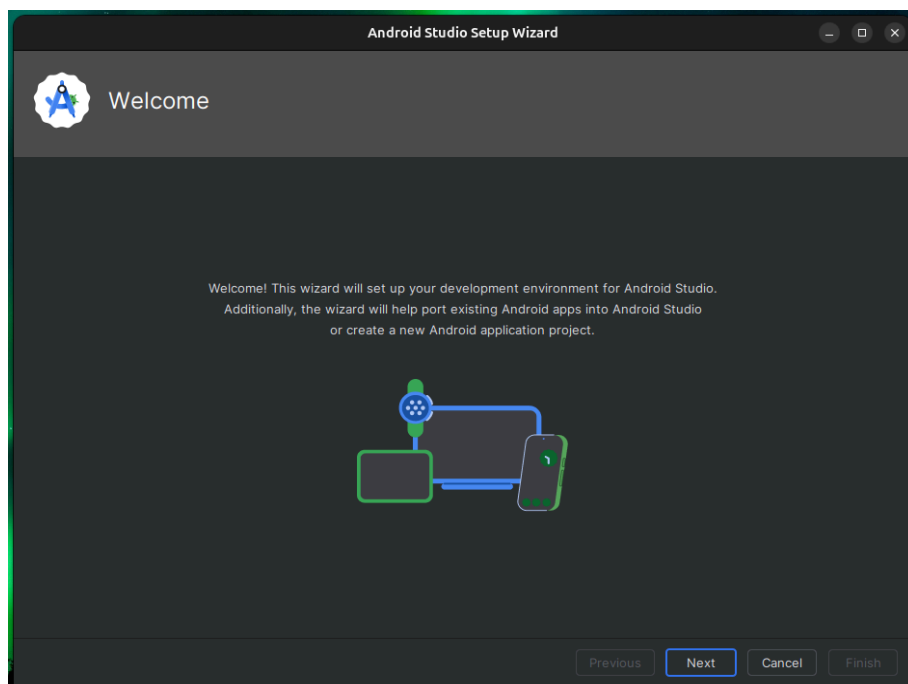 Android Studio Setup Wizard
Welcome
Welcome! This wizard will set up your development environment for Android Studio.
Additionally, the wizard will help port existing Android apps into Android Studio
or create a new Android application project.
Previous Next Cancel Finish